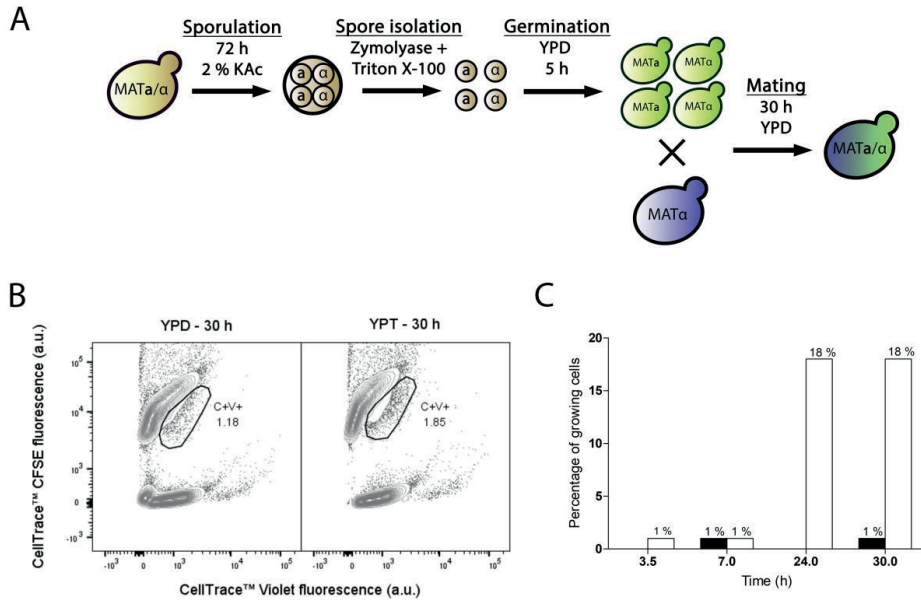 A
Sporulation
72 h
2 % KAc
Spore isolation
Zymolyase +
Triton X-100
Germination
YPD
5 h
Mating
30 h
YPD
MATa/α
a α
a α
a α
a α
MATa MATα
MATa MATα
MATα
MATa/α
B
YPD - 30 h
YPT - 30 h
CellTrace™ CFSE fluorescence (a.u.)
10⁵
10⁴
10³
0
-10³
C+V+
1.18
C+V+
1.85
-10³ 0 10³ 10⁴ 10⁵
-10³ 0 10³ 10⁴ 10⁵
CellTrace™ Violet fluorescence (a.u.)
C
Percentage of growing cells
20
15
10
5
0
1 %
1 % 1 %
18 %
1 % 18 %
3.5 7.0 24.0 30.0
Time (h)